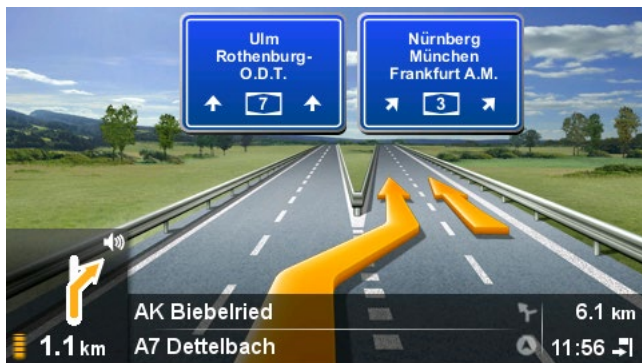 Ulm
Rothenburg-
O.D.T.
7
Nürnberg
München
Frankfurt A.M.
3
AK Biebelried
6.1 km
1.1 km
A7 Dettelbach
A
11:56